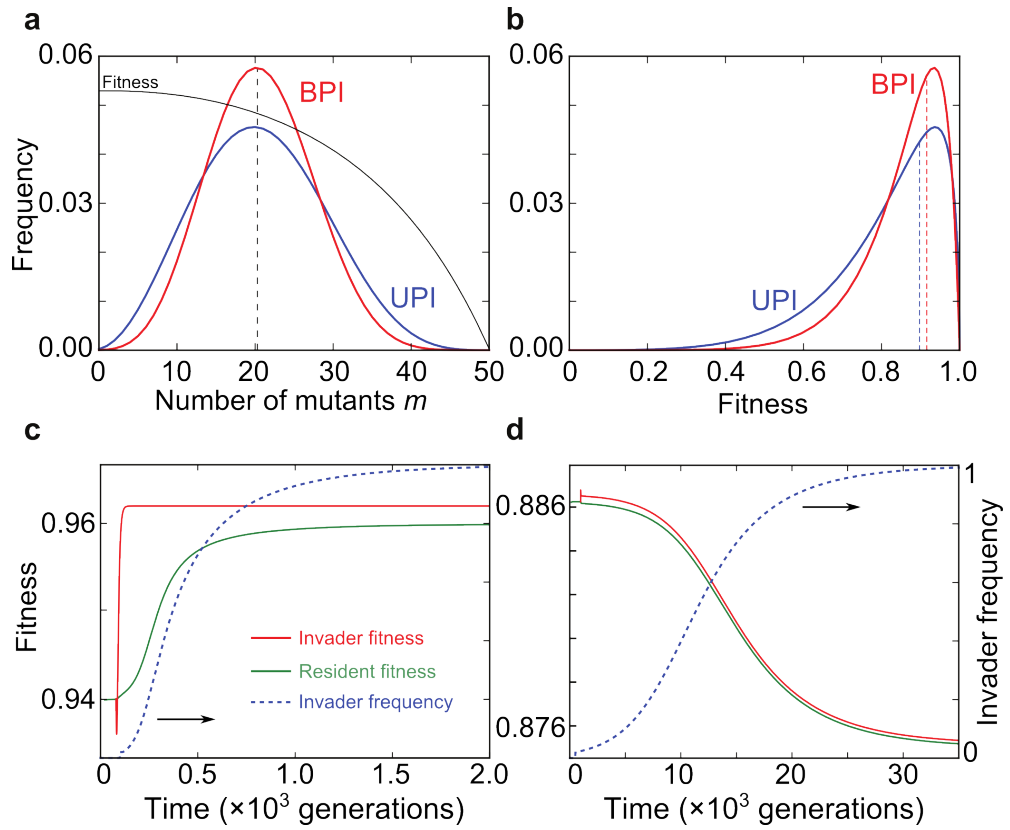 a
0.06
0.03
0.00
Frequency
Fitness
BPI
UPI
0
10
20
30
40
50
Number of mutants m
b
0.06
0.03
0.00
BPI
UPI
0
0.2
0.4
0.6
0.8
1.0
Fitness
c
0.96
0.94
Fitness
Invader fitness
Resident fitness
Invader frequency
0
0.5
1.0
1.5
2.0
Time (×10³ generations)
d
0.886
0.876
1
0
Invader frequency
0
10
20
30
Time (×10³ generations)